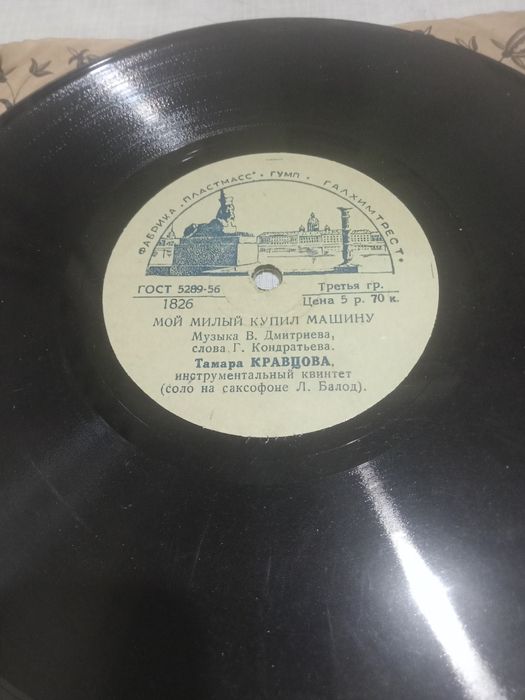 ФАБРИКА „ПЛАСТМАСС" ГУМП • ГАЛХИМТРЕСТ"
ГОСТ 5289-56
Третья гр.
1826
Цена 5 р. 70 к.
МОЙ МИЛЫЙ КУПИЛ МАШИНУ
Музыка В. Дмитриева,
слова Г. Кондратьева.
Тамара КРАВЦОВА,
инструментальный квинтет
(соло на саксофоне Л. Балод).